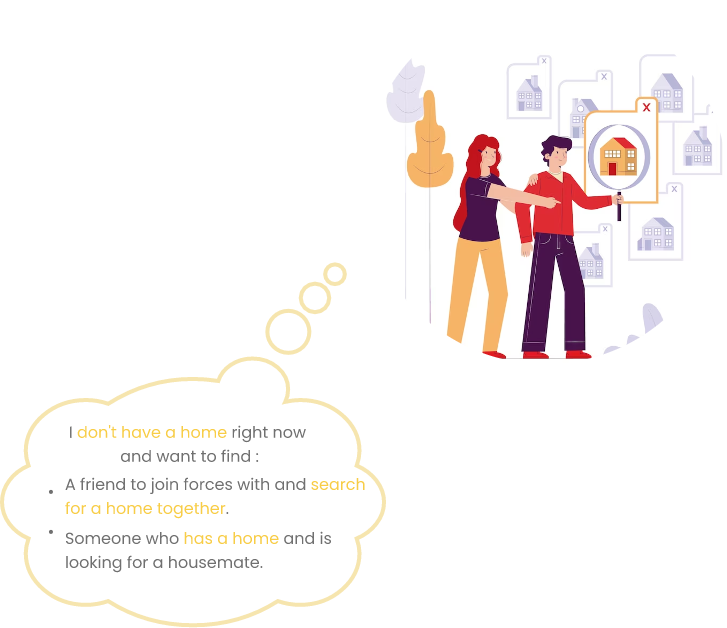 I don't have a home right now
and want to find :
• A friend to join forces with and search
for a home together.
• Someone who has a home and is
looking for a housemate.